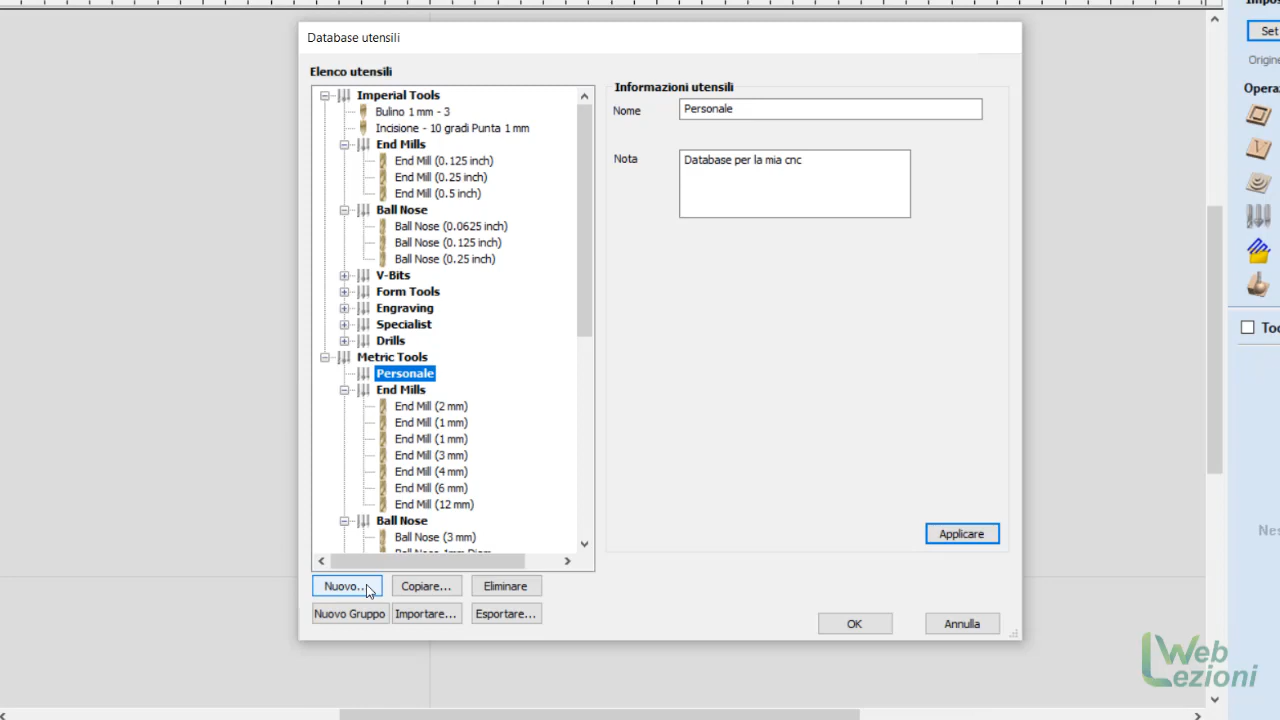 Database utensili
Elenco utensili
Imperial Tools
Bulino 1 mm - 3
Incisione - 10 gradi Punta 1 mm
End Mills
End Mill (0.125 inch)
End Mill (0.25 inch)
End Mill (0.5 inch)
Ball Nose
Ball Nose (0.0625 inch)
Ball Nose (0.125 inch)
Ball Nose (0.25 inch)
V-Bits
Form Tools
Engraving
Specialist
Drills
Metric Tools
Personale
End Mills
End Mill (2 mm)
End Mill (1 mm)
End Mill (1 mm)
End Mill (3 mm)
End Mill (4 mm)
End Mill (6 mm)
End Mill (12 mm)
Ball Nose
Ball Nose (3 mm)
Nuovo...
Copiare...
Eliminare
Nuovo Gruppo
Importare...
Esportare...
Informazioni utensili
Nome
Personale
Nota
Database per la mia cnc
Applicare
OK
Annulla
Set
Origine
Web
Lezioni